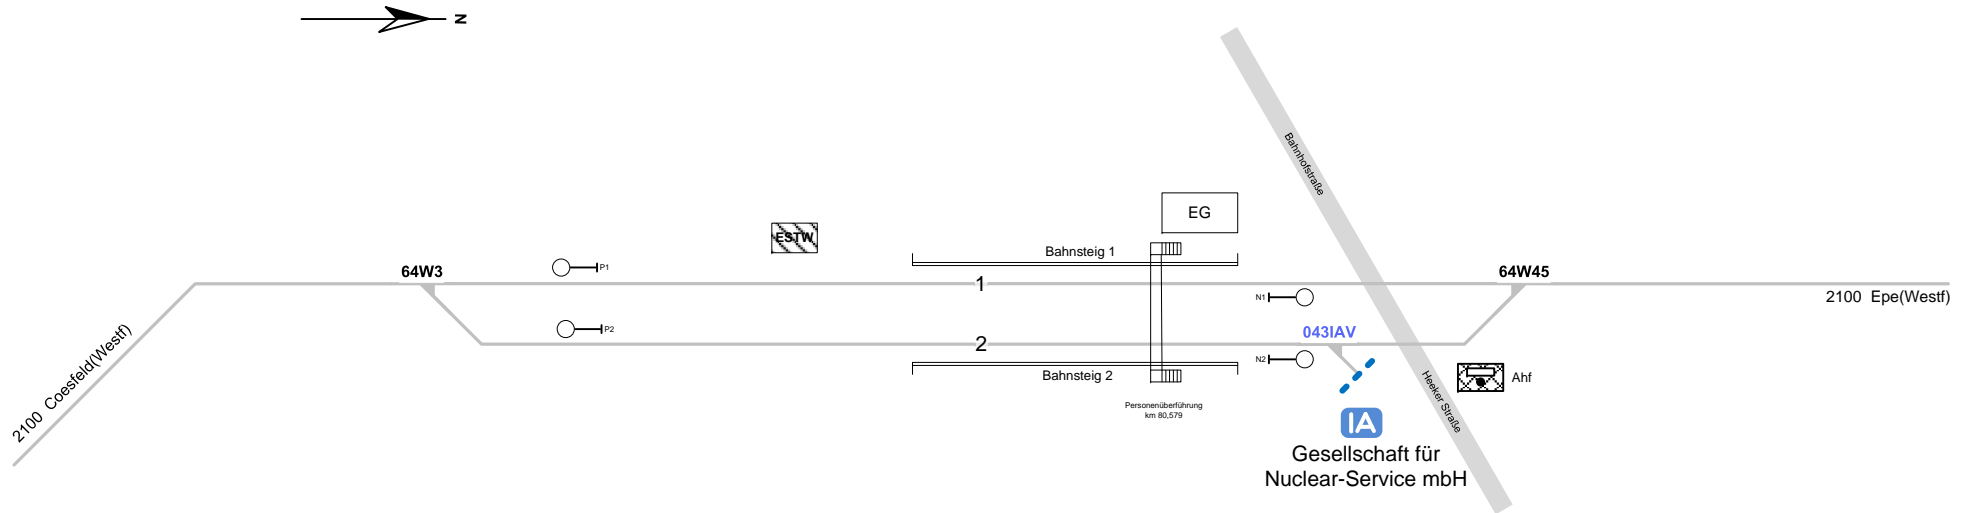 N
Bahnhofstraße
EG
ESTW
Bahnsteig 1
64W3
P1
64W45
1
N1
2100 Epe(Westf)
P2
043IAV
2
N2
2100 Coesfeld(Westf)
Bahnsteig 2
Ahf
Heeker Straße
Personenüberführung
km 80,579
IA
Gesellschaft für
Nuclear-Service mbH